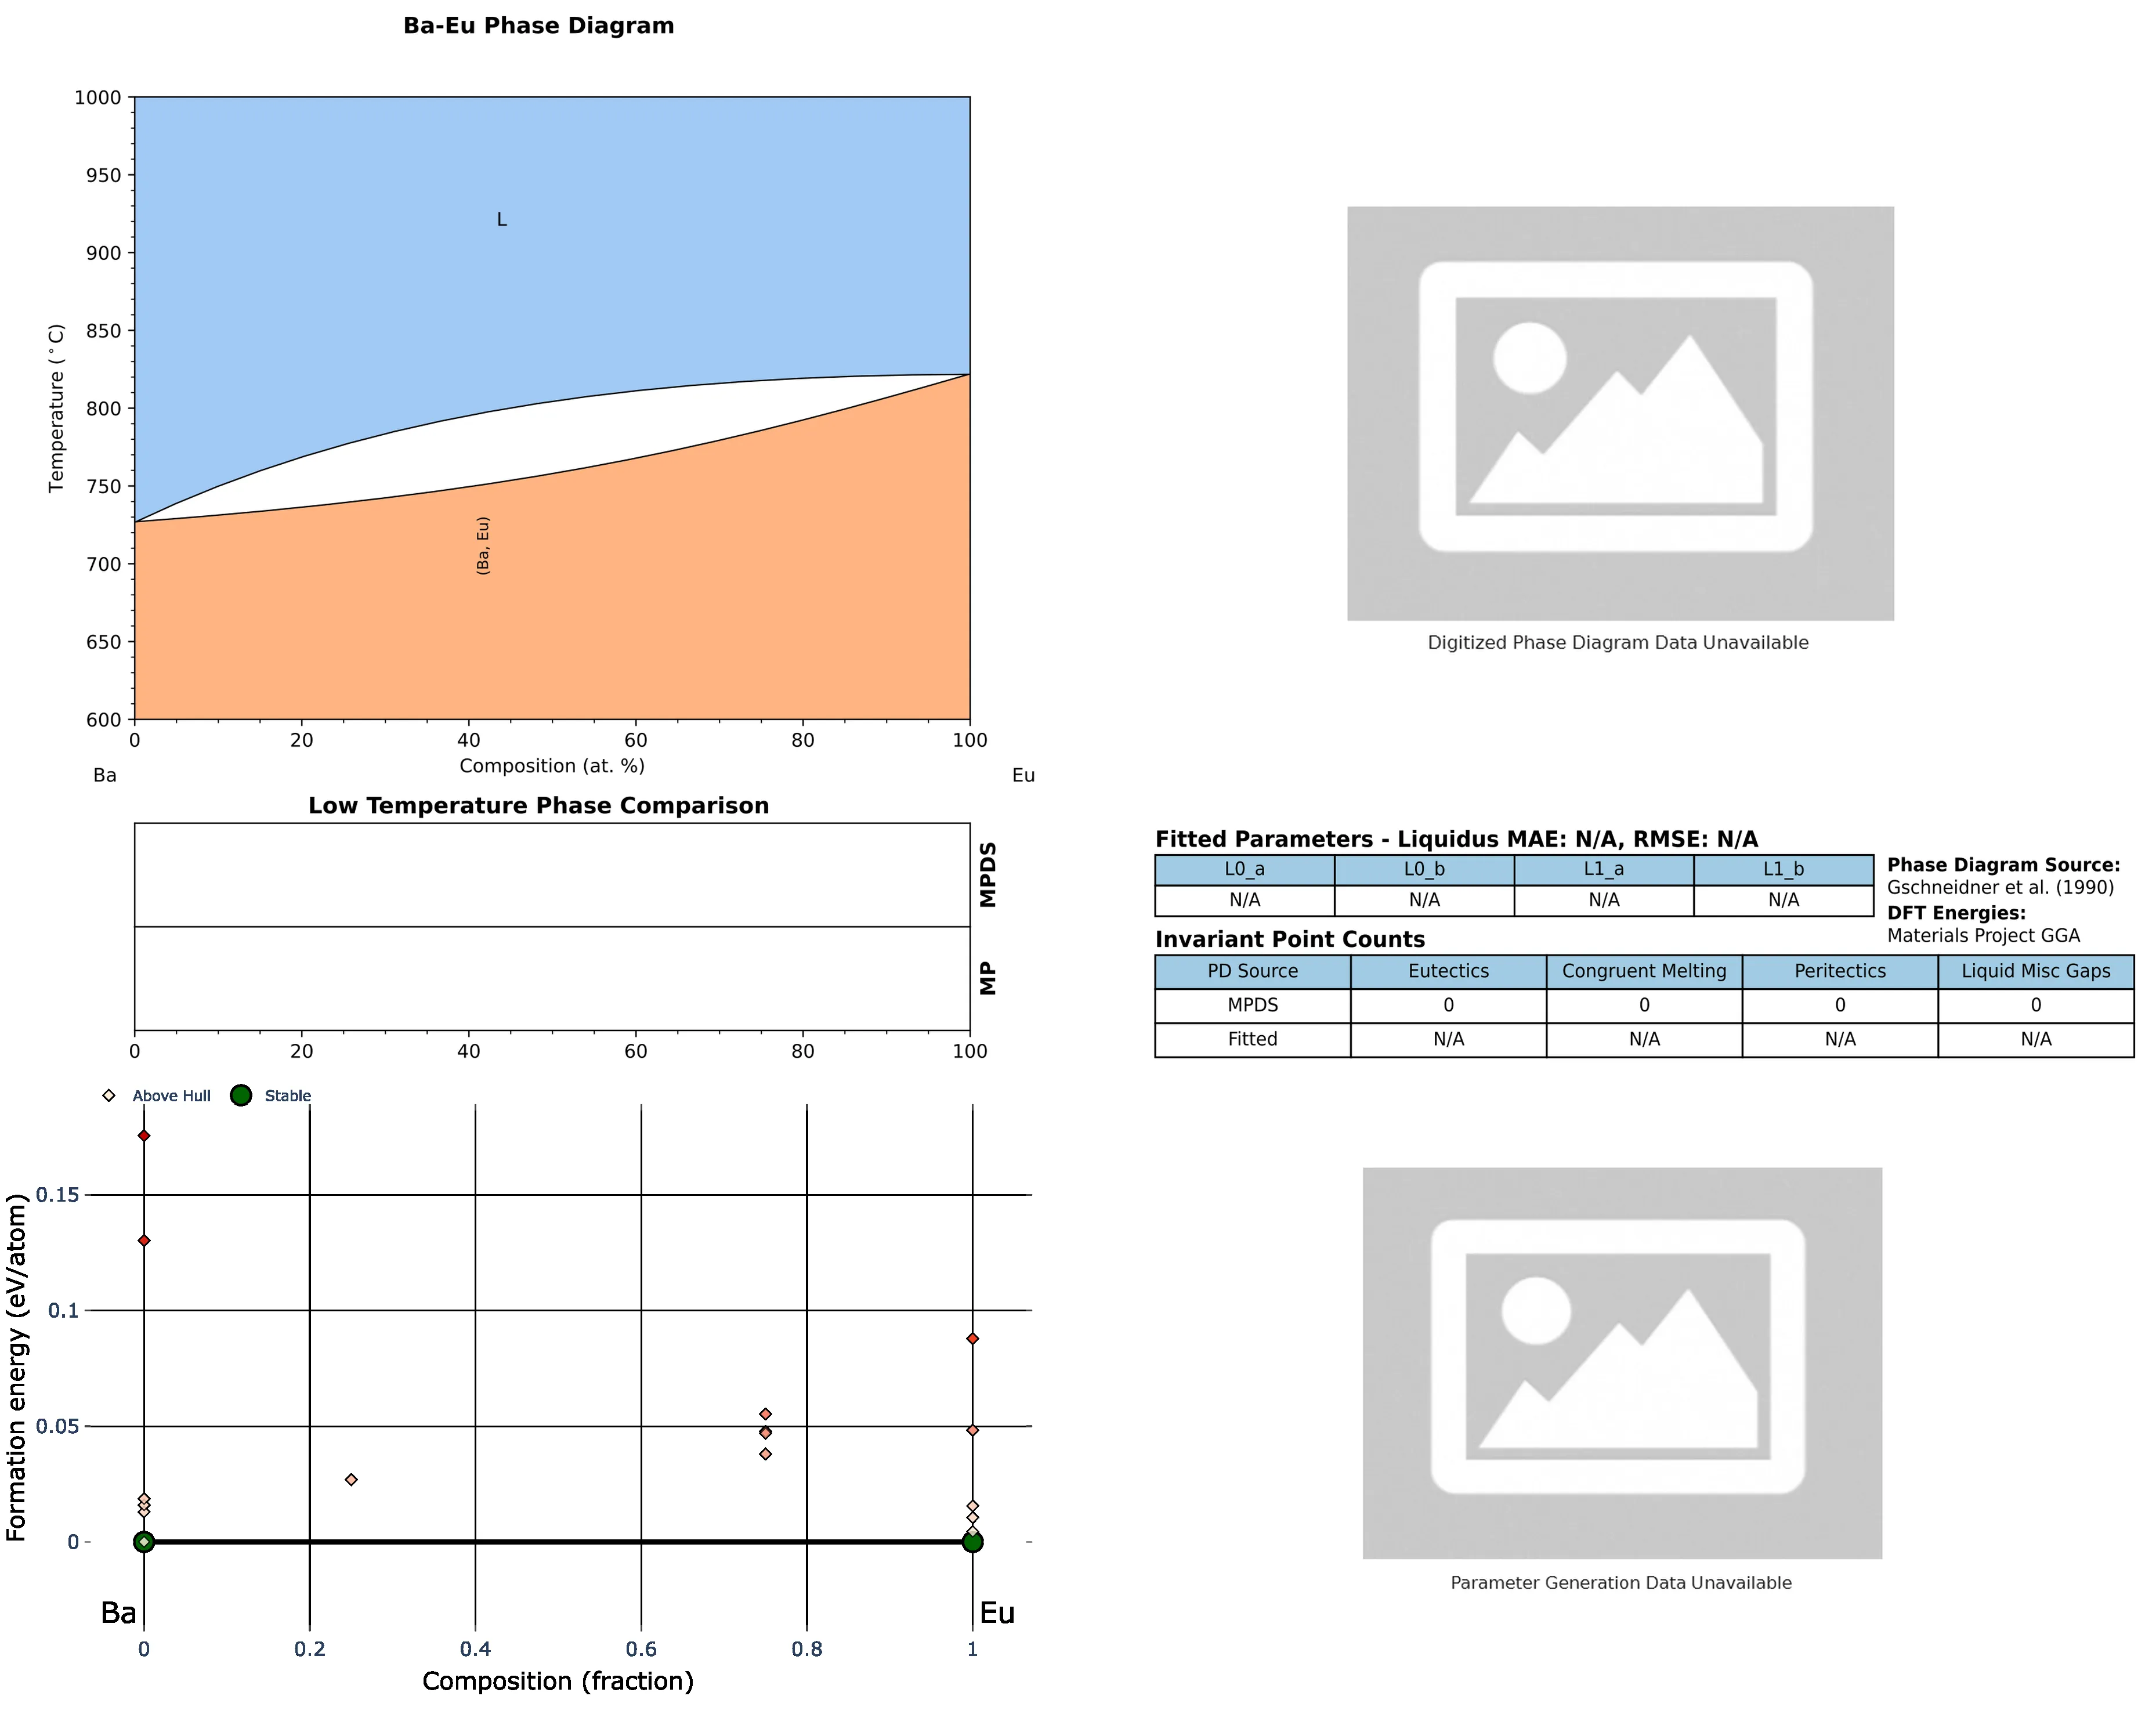 Ba-Eu Phase Diagram
1000
950
900
850
800
750
700
650
600
Temperature (°C)
L
(Ba, Eu)
0 20 40 60 80 100
Composition (at. %)
Ba
Eu
Digitized Phase Diagram Data Unavailable
Low Temperature Phase Comparison
MPDS
MP
0 20 40 60 80 100
Fitted Parameters - Liquidus MAE: N/A, RMSE: N/A
L0_a L0_b L1_a L1_b
N/A N/A N/A N/A
Phase Diagram Source:
Gschneidner et al. (1990)
DFT Energies:
Materials Project GGA
Invariant Point Counts
PD Source Eutectics Congruent Melting Peritectics Liquid Misc Gaps
MPDS 0 0 0 0
Fitted N/A N/A N/A N/A
Above Hull Stable
0.15
0.1
0.05
0
Formation energy (eV/atom)
Ba
Eu
0 0.2 0.4 0.6 0.8 1
Composition (fraction)
Parameter Generation Data Unavailable